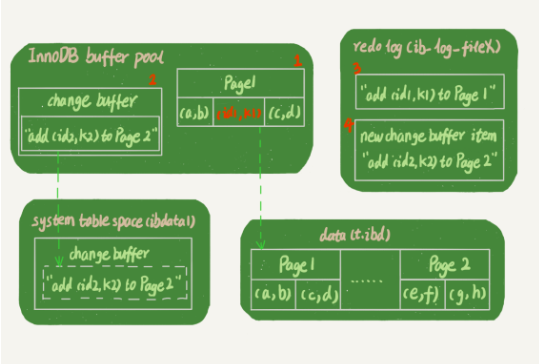 InnoDB buffer pool
2
change buffer
"add (id2, k2) to Page 2"
1
Page1
(a,b) (id1, k1) (c,d)
redo log (ib-log-fileX)
3
"add (id1, k1) to Page 1"
4
new change buffer item
"add (id2, k2) to Page 2"
system table space (ibdata1)
change buffer
"add (id2, k2) to Page 2"
data (t.ibd)
Page 1 ...... Page 2
(a,b) (c,d) (e,f) (g,h)